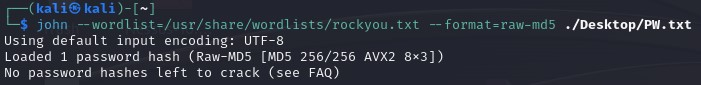 ┌──(kali㉿kali)-[~]
└─$ john --wordlist=/usr/share/wordlists/rockyou.txt --format=raw-md5 ./Desktop/PW.txt
Using default input encoding: UTF-8
Loaded 1 password hash (Raw-MD5 [MD5 256/256 AVX2 8×3])
No password hashes left to crack (see FAQ)